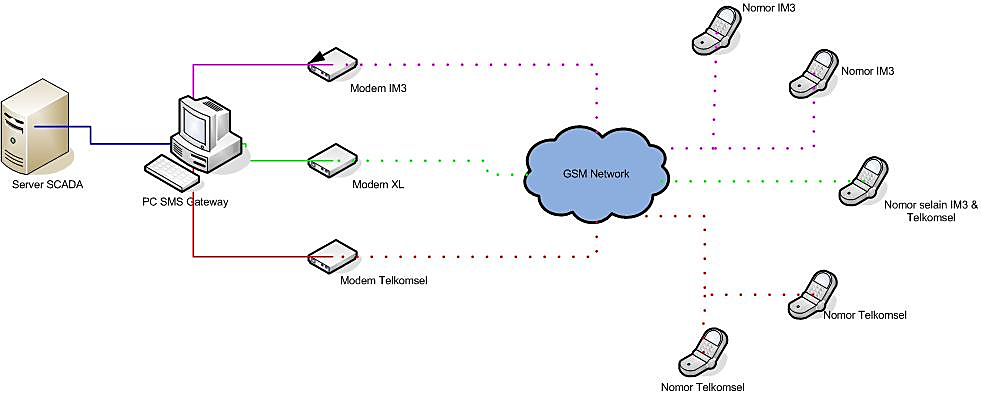 Nomor IM3
Nomor IM3
Modem IM3
GSM Network
Server SCADA
Modem XL
PC SMS Gateway
Nomor selain IM3 &
Telkomsel
Modem Telkomsel
Nomor Telkomsel
Nomor Telkomsel